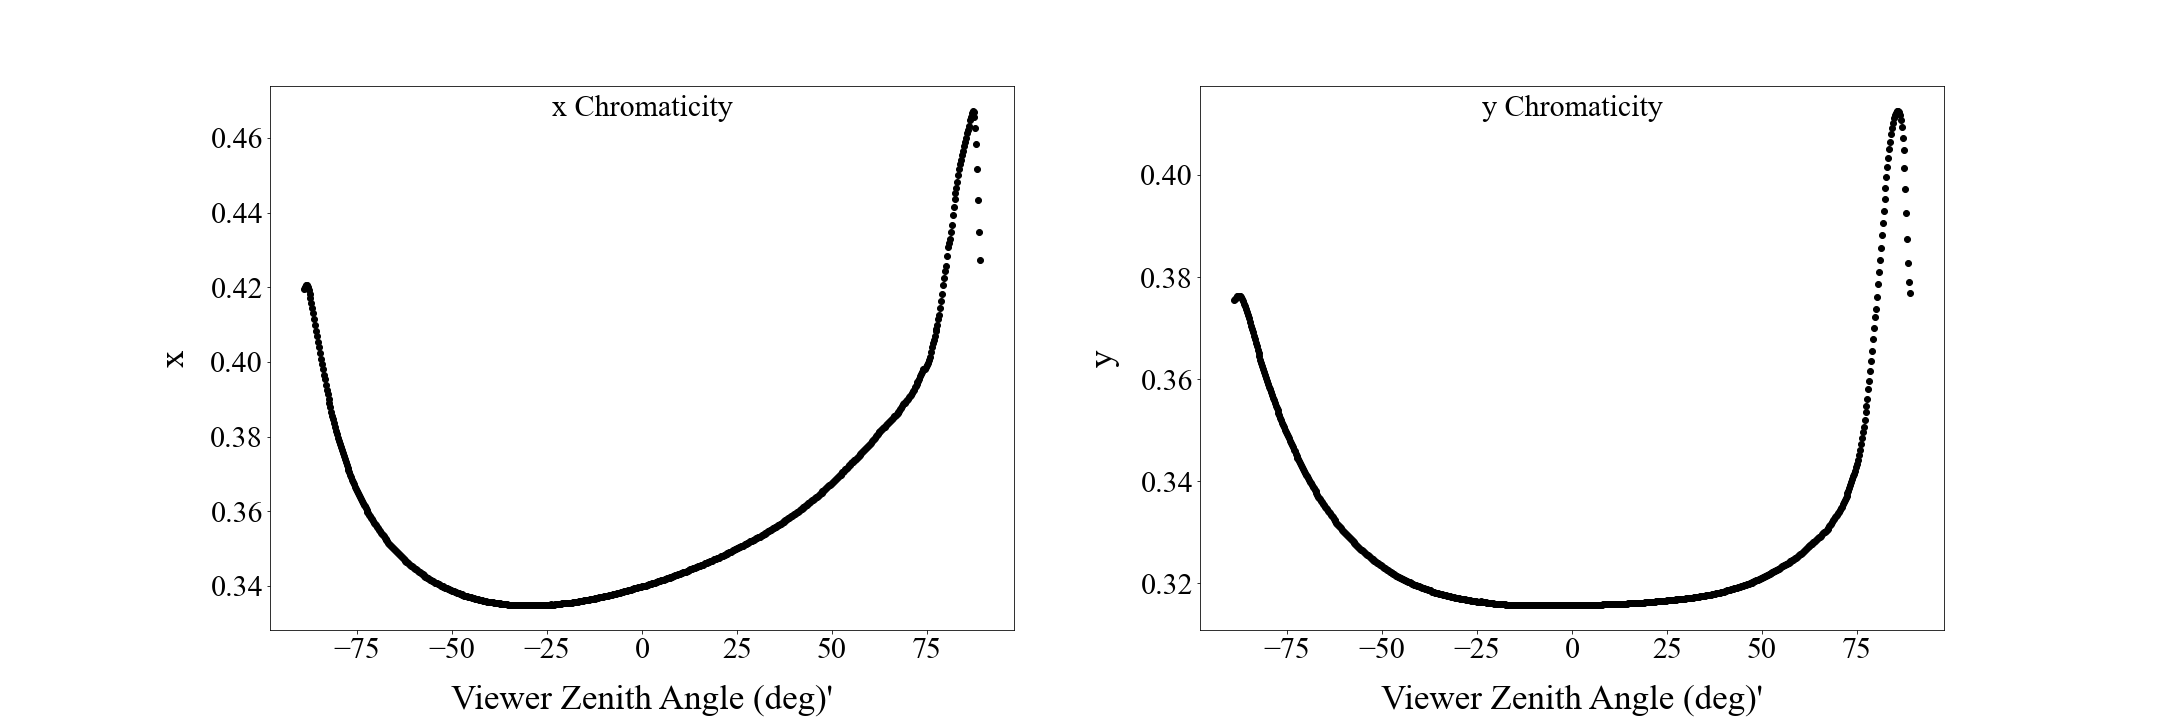 x Chromaticity
0.46
0.44
0.42
0.40
0.38
0.36
0.34
x
−75 −50 −25 0 25 50 75
Viewer Zenith Angle (deg)'
y Chromaticity
0.40
0.38
0.36
0.34
0.32
y
−75 −50 −25 0 25 50 75
Viewer Zenith Angle (deg)'